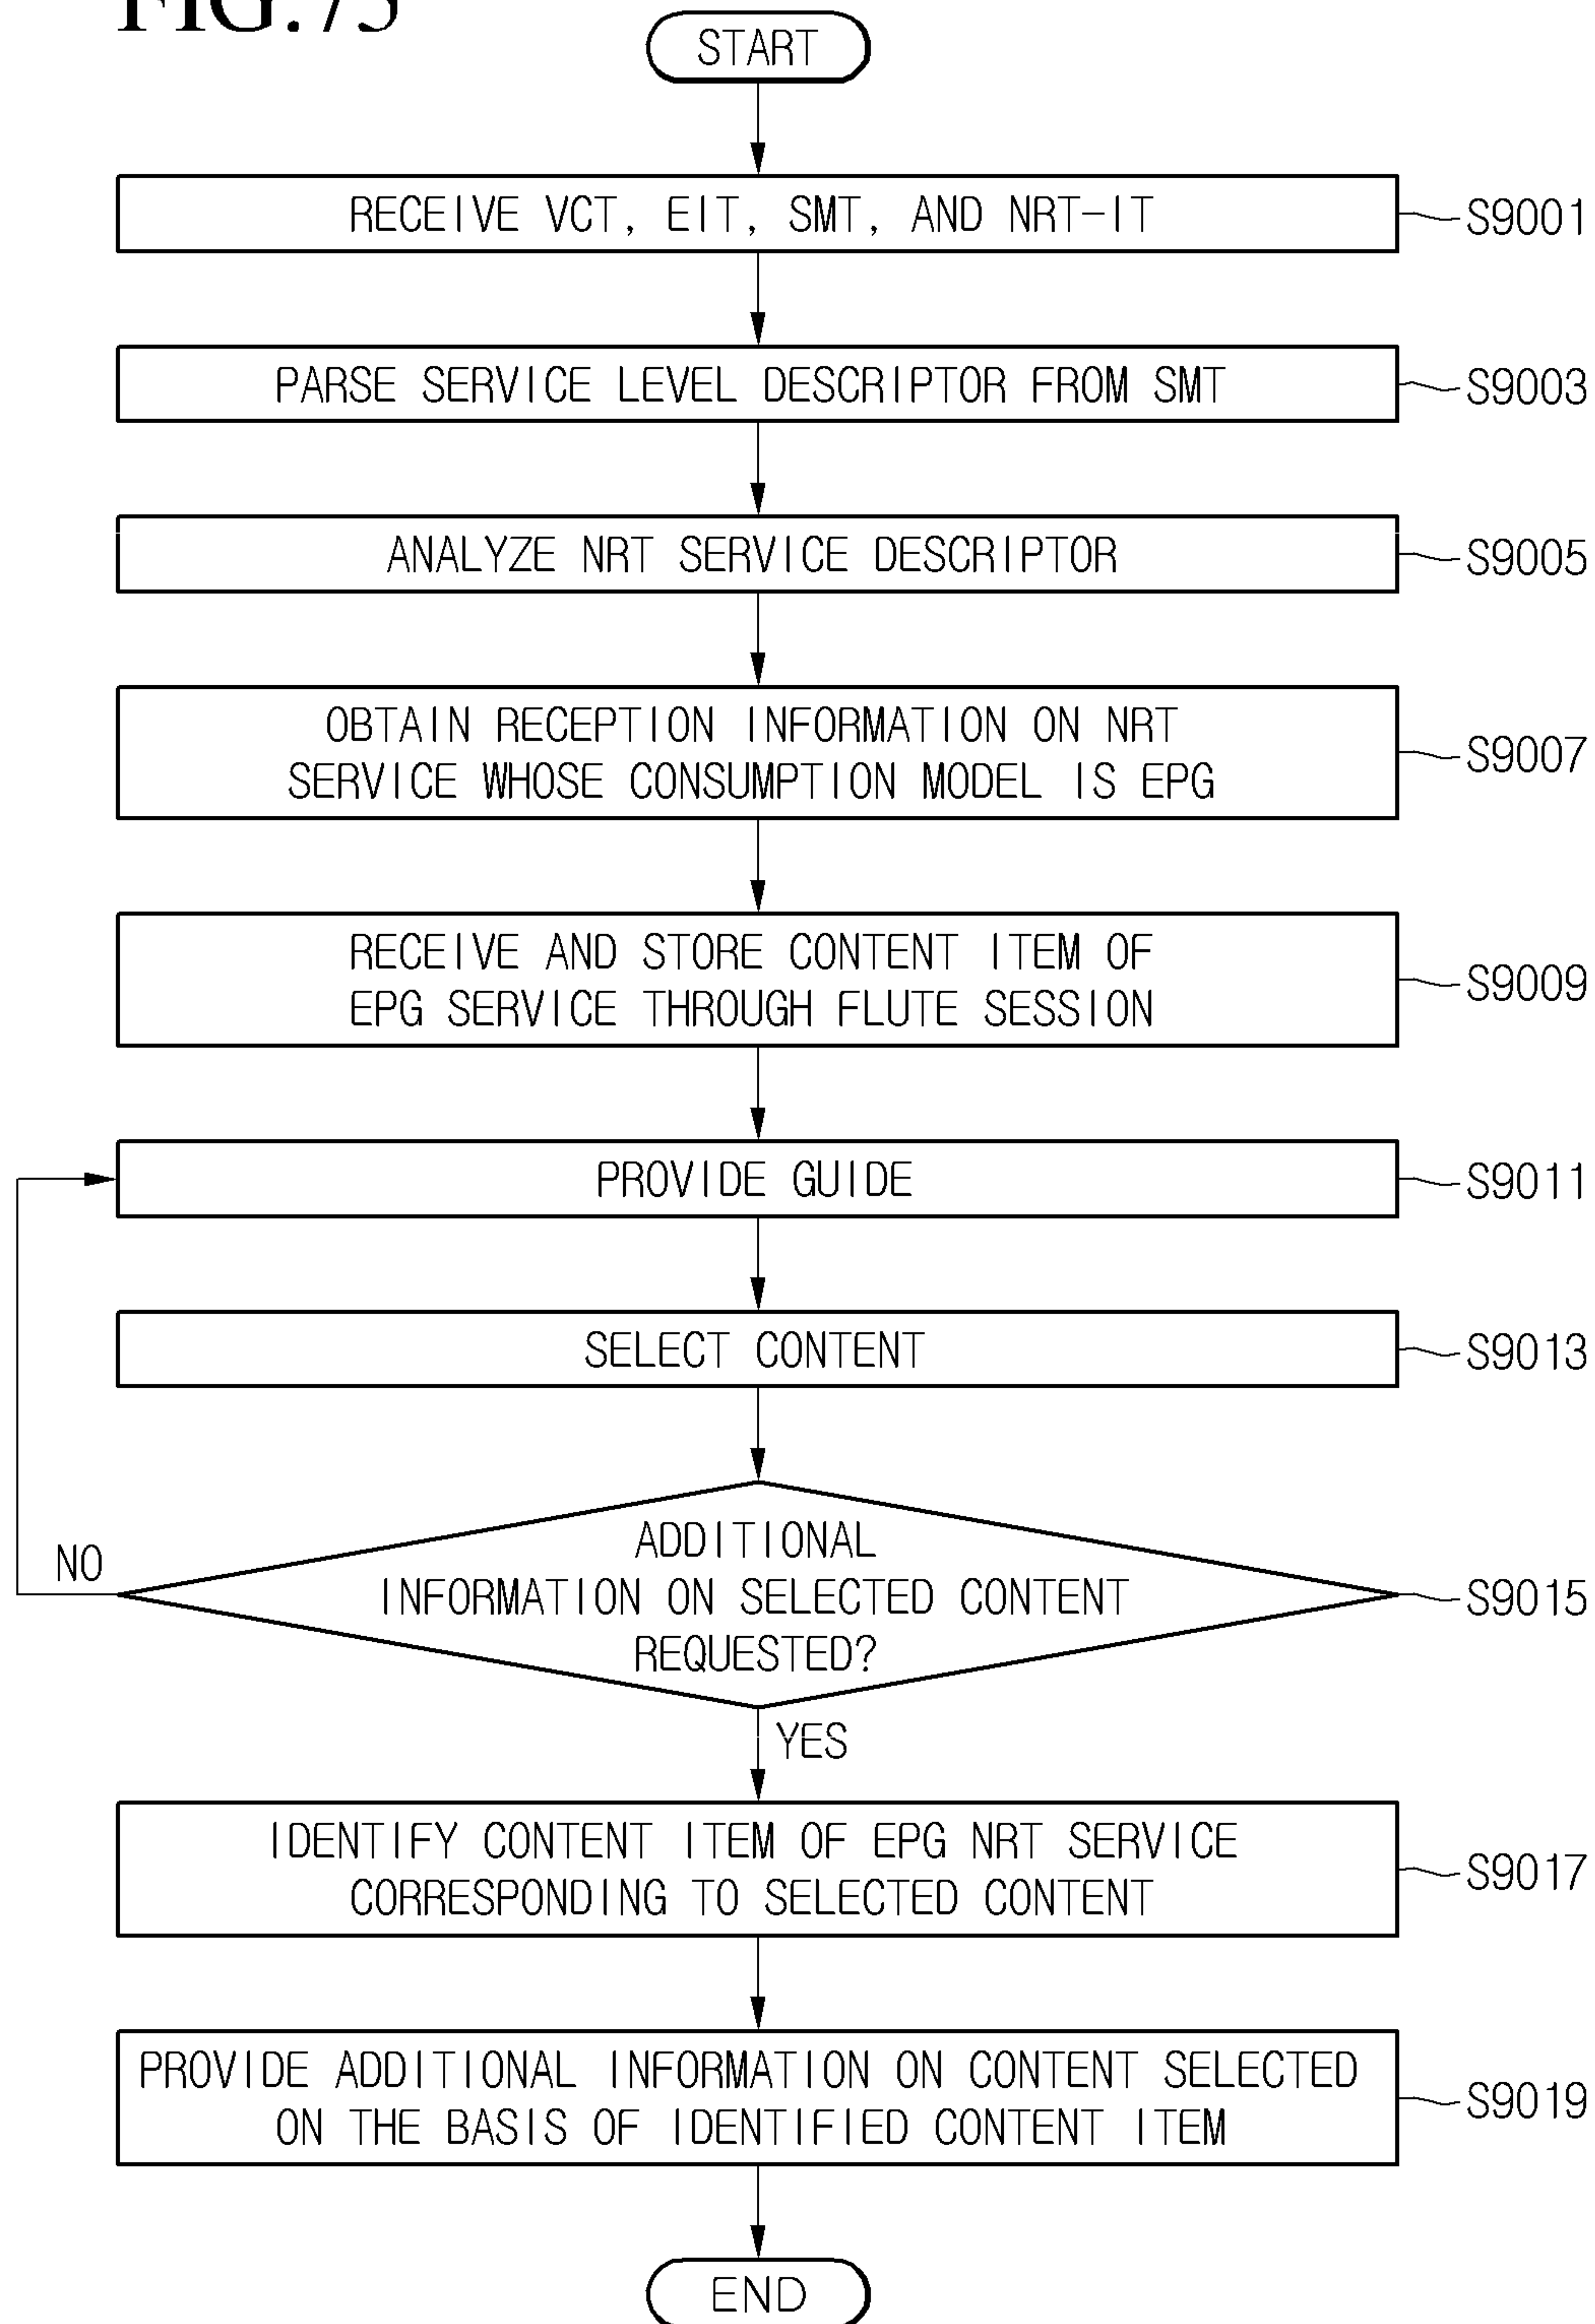 FIG. 75
START
RECEIVE VCT, EIT, SMT, AND NRT-IT
S9001
PARSE SERVICE LEVEL DESCRIPTOR FROM SMT
S9003
ANALYZE NRT SERVICE DESCRIPTOR
S9005
OBTAIN RECEPTION INFORMATION ON NRT
SERVICE WHOSE CONSUMPTION MODEL IS EPG
S9007
RECEIVE AND STORE CONTENT ITEM OF
EPG SERVICE THROUGH FLUTE SESSION
S9009
PROVIDE GUIDE
S9011
SELECT CONTENT
S9013
ADDITIONAL
INFORMATION ON SELECTED CONTENT
REQUESTED?
S9015
NO
YES
IDENTIFY CONTENT ITEM OF EPG NRT SERVICE
CORRESPONDING TO SELECTED CONTENT
S9017
PROVIDE ADDITIONAL INFORMATION ON CONTENT SELECTED
ON THE BASIS OF IDENTIFIED CONTENT ITEM
S9019
END